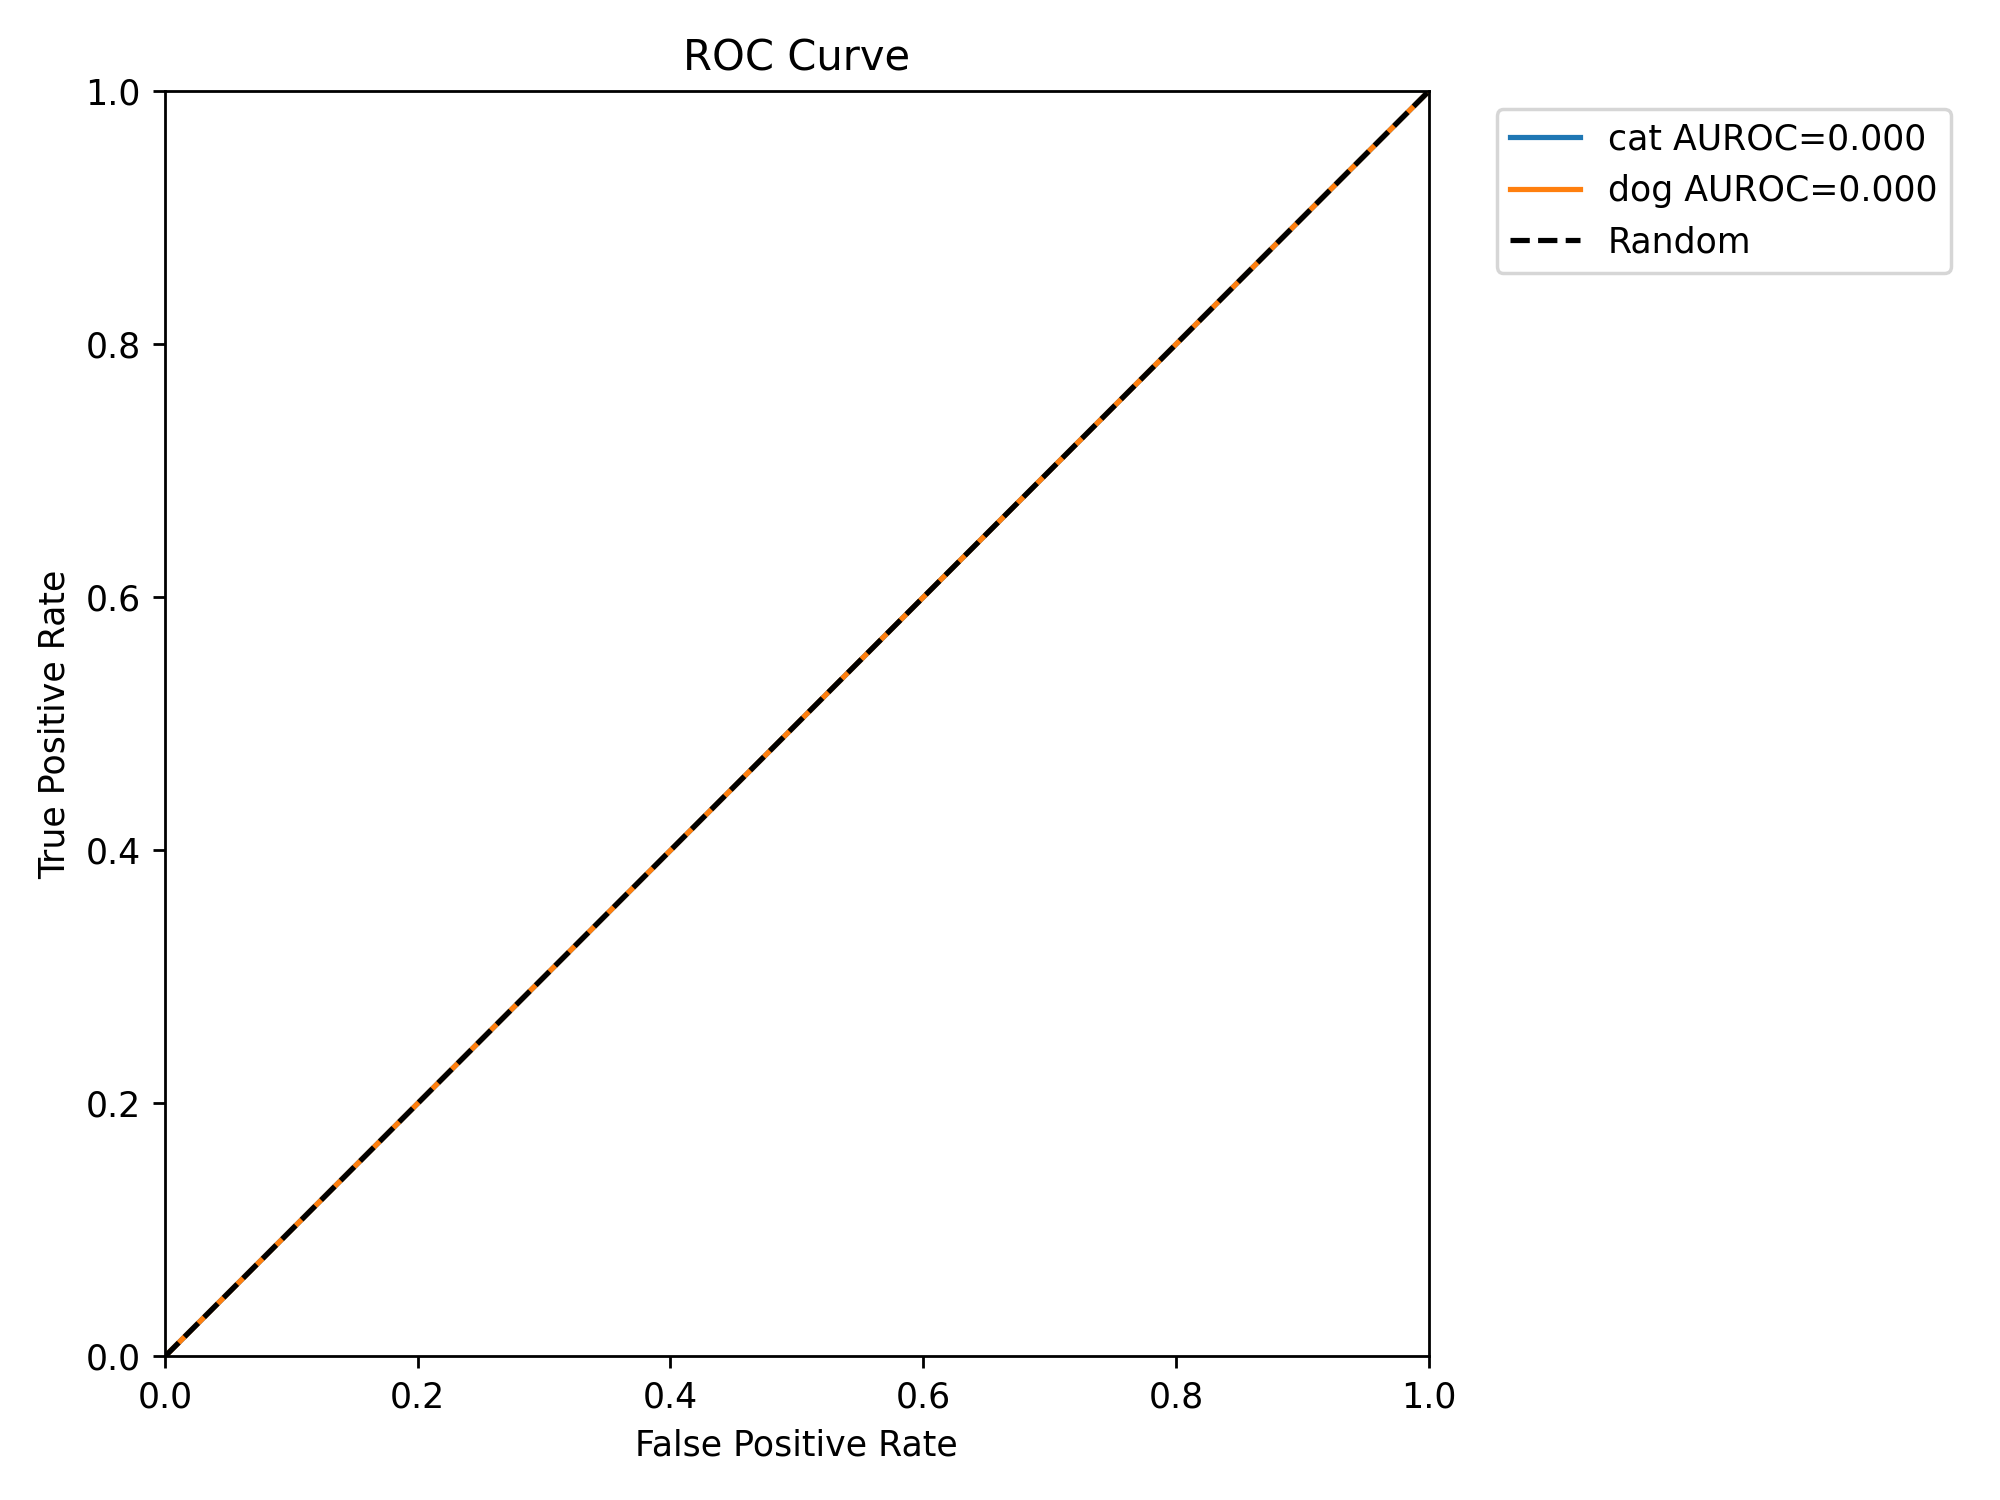 ROC Curve
1.0
0.8
0.6
0.4
0.2
0.0
True Positive Rate
0.0 0.2 0.4 0.6 0.8 1.0
False Positive Rate
cat AUROC=0.000
dog AUROC=0.000
Random